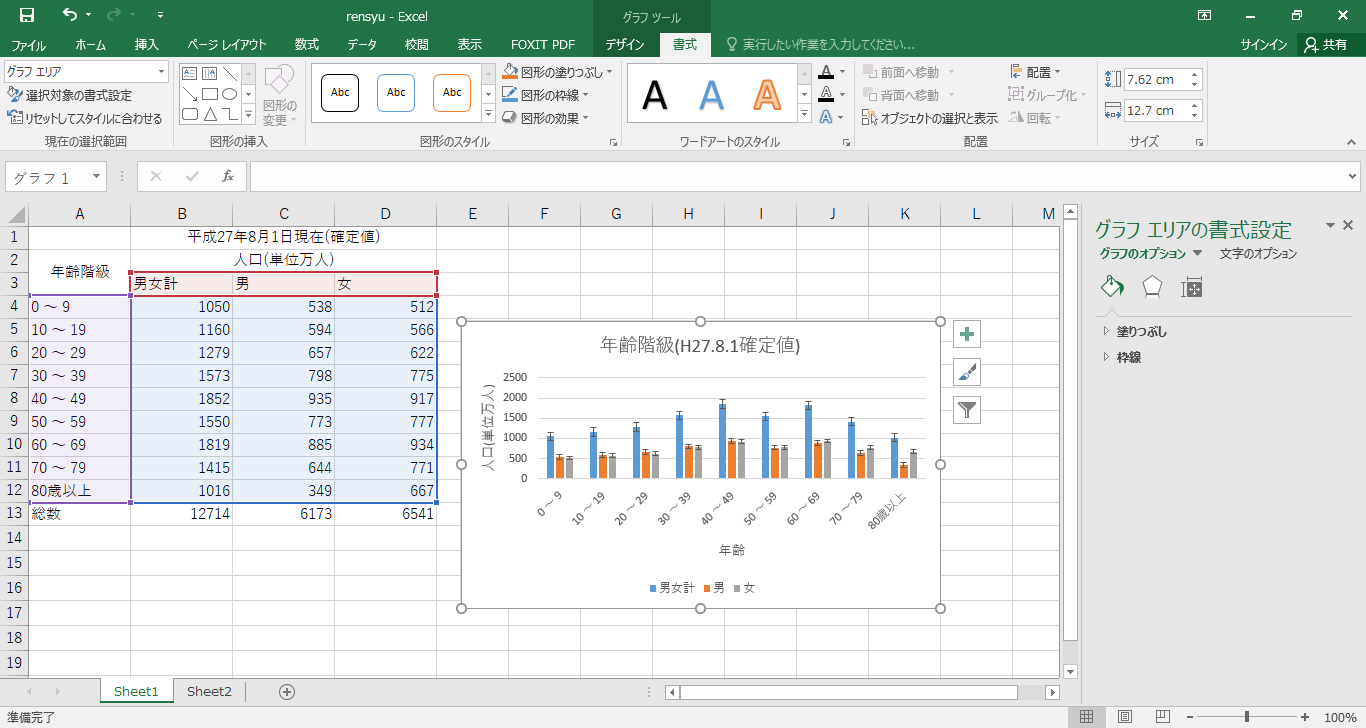 rensyu - Excel
グラフ ツール
ファイル ホーム 挿入 ページ レイアウト 数式 データ 校閲 表示 FOXIT PDF デザイン 書式 実行したい作業を入力してください... サインイン 共有
グラフ エリア
選択対象の書式設定
リセットしてスタイルに合わせる
現在の選択範囲
図形の変更
図形の挿入
Abc Abc Abc
図形の塗りつぶし
図形の枠線
図形の効果
図形のスタイル
A A A
ワードアートのスタイル
前面へ移動
背面へ移動
オブジェクトの選択と表示
配置
グループ化
回転
配置
7.62 cm
12.7 cm
サイズ
グラフ 1
fx
A B C D E F G H I J K L M
1 平成27年8月1日現在(確定値)
2 年齢階級 人口(単位万人)
3 男女計 男 女
4 0 ～ 9 1050 538 512
5 10 ～ 19 1160 594 566
6 20 ～ 29 1279 657 622
7 30 ～ 39 1573 798 775
8 40 ～ 49 1852 935 917
9 50 ～ 59 1550 773 777
10 60 ～ 69 1819 885 934
11 70 ～ 79 1415 644 771
12 80歳以上 1016 349 667
13 総数 12714 6173 6541
14
15
16
17
18
19
年齢階級(H27.8.1確定値)
人口(単位万人)
2500
2000
1500
1000
500
0
0 ～ 9 10 ～ 19 20 ～ 29 30 ～ 39 40 ～ 49 50 ～ 59 60 ～ 69 70 ～ 79 80歳以上
年齢
男女計 男 女
グラフ エリアの書式設定
グラフのオプション 文字のオプション
塗りつぶし
枠線
Sheet1 Sheet2
準備完了
100%